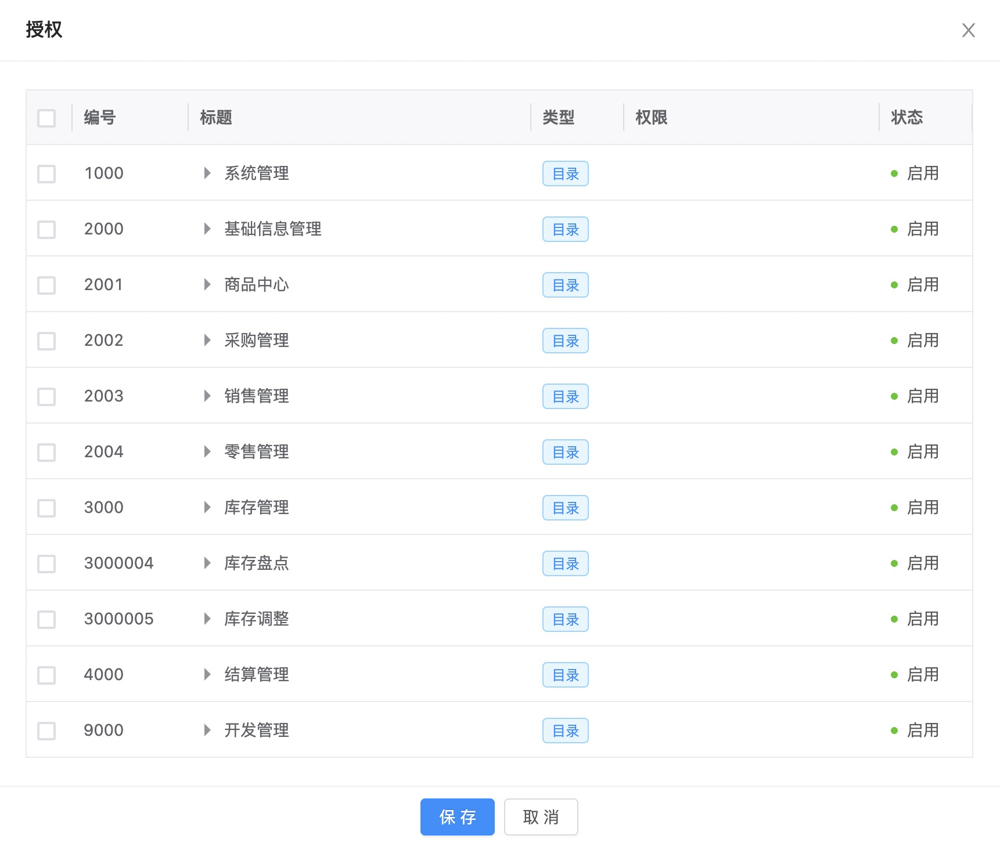 授权
编号 标题 类型 权限 状态
1000 系统管理 目录 启用
2000 基础信息管理 目录 启用
2001 商品中心 目录 启用
2002 采购管理 目录 启用
2003 销售管理 目录 启用
2004 零售管理 目录 启用
3000 库存管理 目录 启用
3000004 库存盘点 目录 启用
3000005 库存调整 目录 启用
4000 结算管理 目录 启用
9000 开发管理 目录 启用
保存 取消